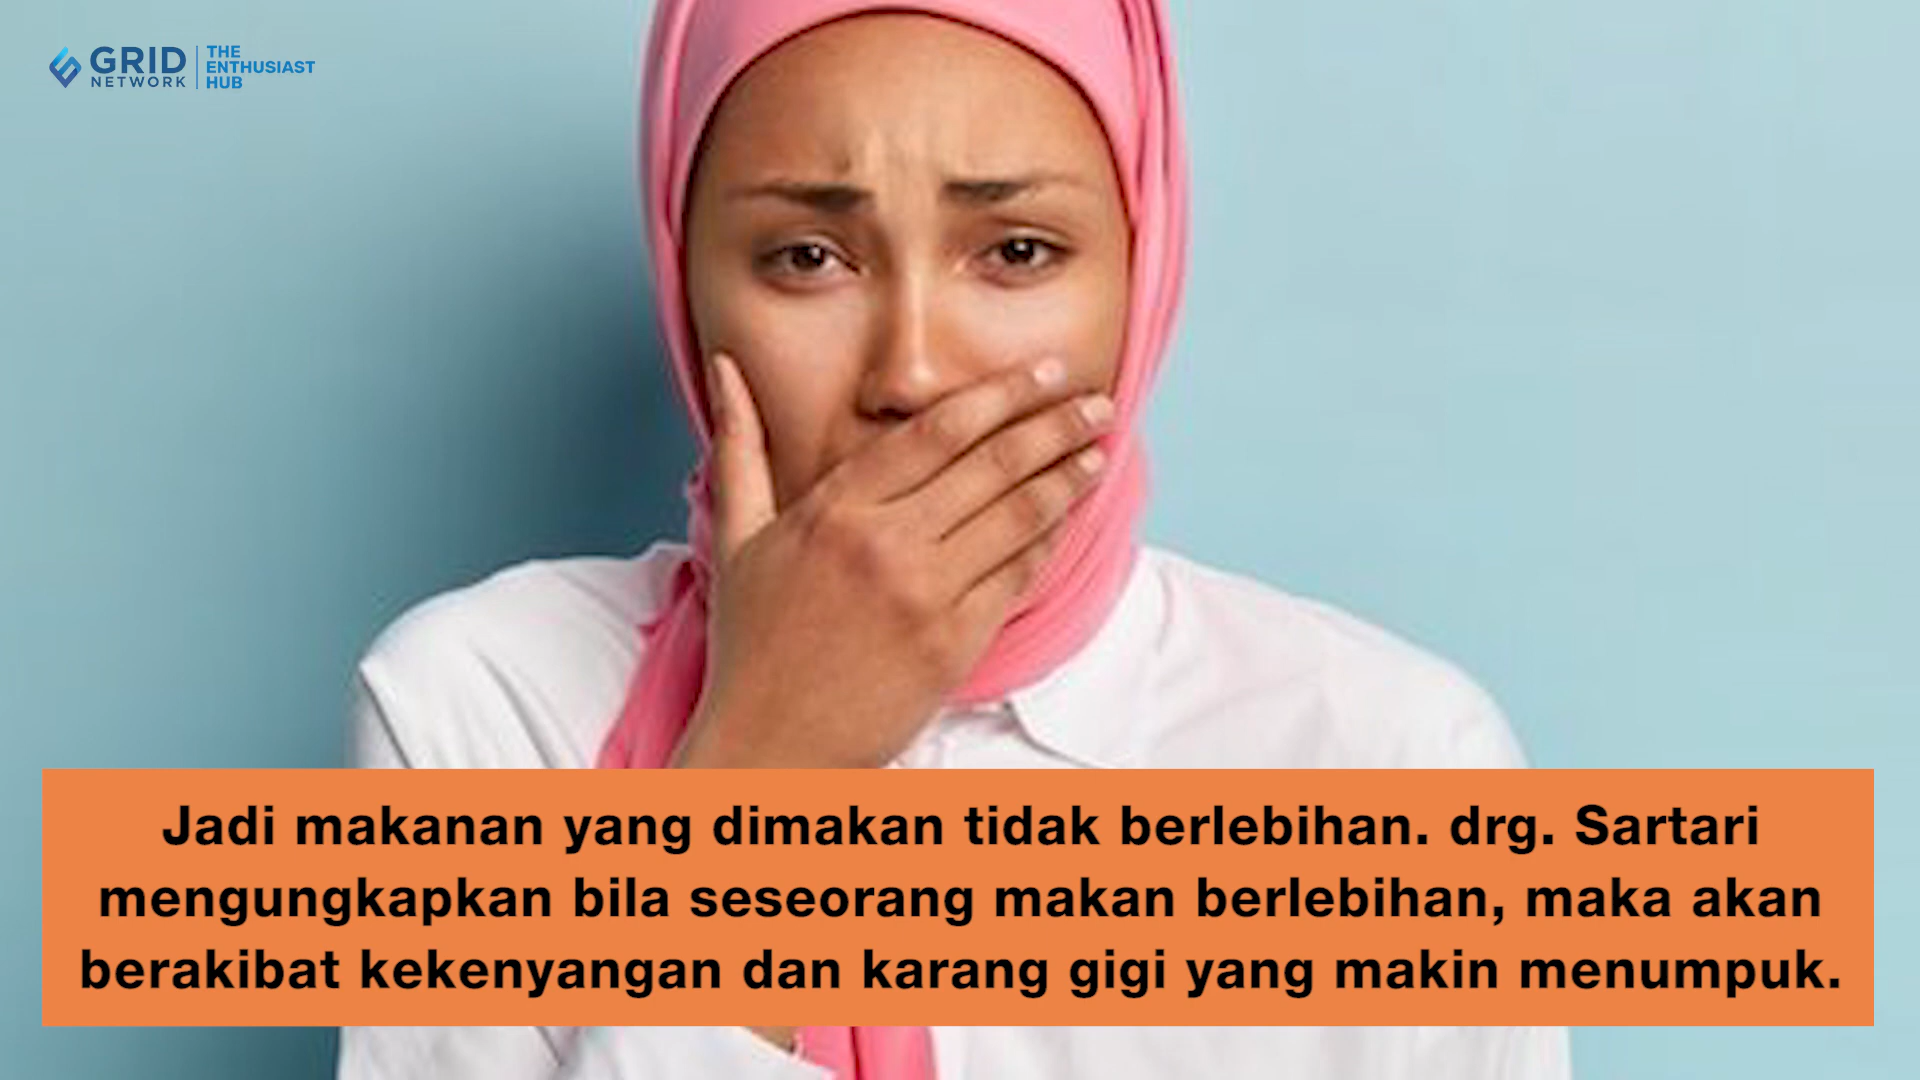 GRID
NETWORK
THE
ENTHUSIAST
HUB
Jadi makanan yang dimakan tidak berlebihan. drg. Sartari
mengungkapkan bila seseorang makan berlebihan, maka akan
berakibat kekenyangan dan karang gigi yang makin menumpuk.